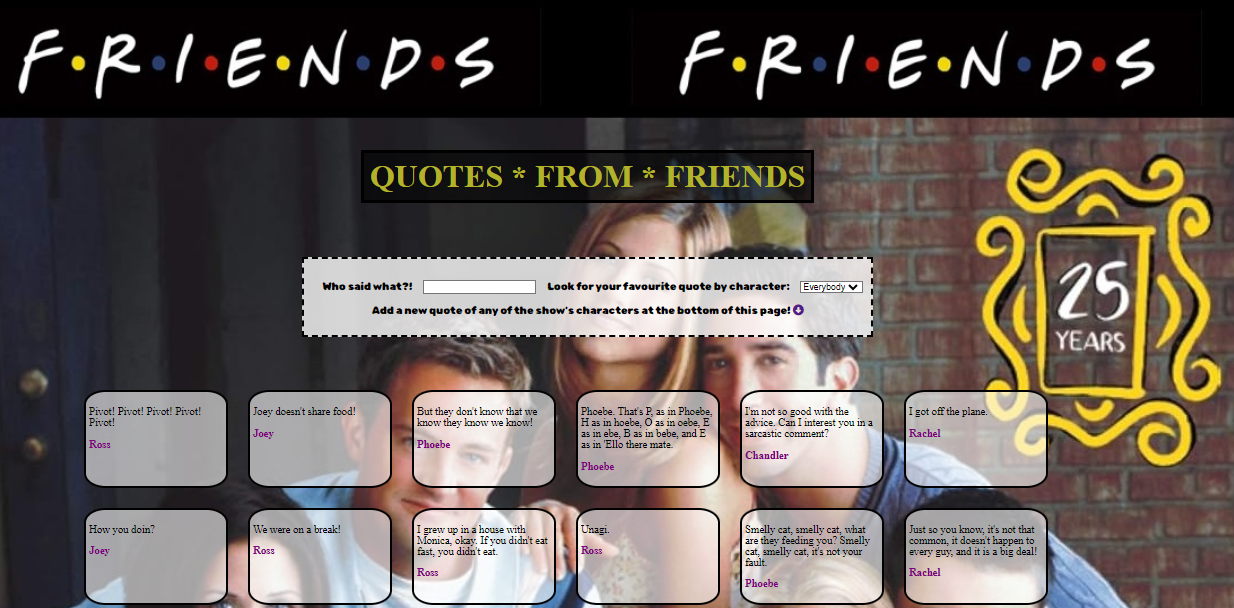 F·R·I·E·N·D·S F·R·I·E·N·D·S
QUOTES * FROM * FRIENDS
25
YEARS
Who said what?! Look for your favourite quote by character: Everybody
Add a new quote of any of the show's characters at the bottom of this page!
Pivot! Pivot! Pivot! Pivot!
Pivot!
Ross
Joey doesn't share food!
Joey
But they don't know that we
know they know we know!
Phoebe
Phoebe. That's P, as in Phoebe,
H as in hoebe, O as in oebe, E
as in ebe, B as in bebe, and E
as in 'Ello there mate.
Phoebe
I'm not so good with the
advice. Can I interest you in a
sarcastic comment?
Chandler
I got off the plane.
Rachel
How you doin?
Joey
We were on a break!
Ross
I grew up in a house with
Monica, okay. If you didn't eat
fast, you didn't eat.
Ross
Unagi.
Ross
Smelly cat, smelly cat, what
are they feeding you? Smelly
cat, smelly cat, it's not your
fault.
Phoebe
Just so you know, it's not that
common, it doesn't happen to
every guy, and it is a big deal!
Rachel